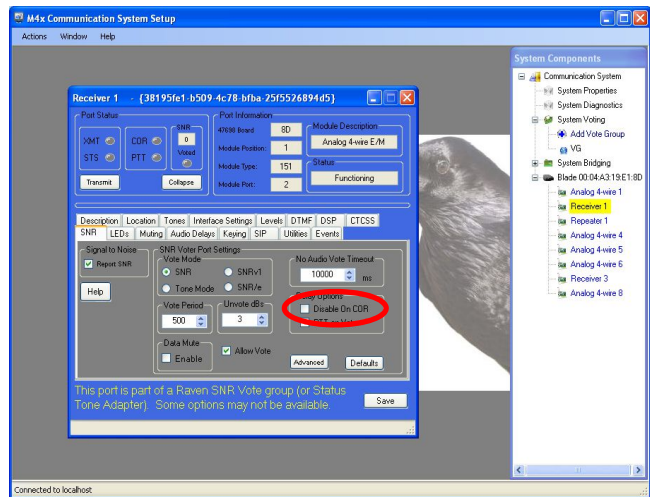 M4x Communication System Setup
Actions Window Help
System Components
Communication System
System Properties
System Diagnostics
System Voting
Add Vote Group
VG
System Bridging
Blade 00:04:A3:19:E1:8D
Analog 4-wire 1
Receiver 1
Repeater 1
Analog 4-wire 4
Analog 4-wire 5
Analog 4-wire 6
Receiver 3
Analog 4-wire 8
Receiver 1 - {38195fe1-b509-4c78-bfba-25f5526894d5}
Port Status
XMT
COR
STS
PTT
SNR
0
Voted
Transmit
Collapse
Port Information
47698 Board 8D
Module Position: 1
Module Type: 151
Module Port: 2
Module Description
Analog 4-wire E/M
Status
Functioning
Description Location Tones Interface Settings Levels DTMF DSP CTCSS
SNR LEDs Muting Audio Delays Keying SIP Utilities Events
Signal to Noise
Report SNR
Help
SNR Voter Port Settings
Vote Mode
SNR SNRv1
Tone Mode SNR/e
No Audio Vote Timeout
10000 ms
Vote Period
500
Unvote dBs
3
Options
Disable On COR
Data Mute
Enable
Allow Vote
Advanced
Defaults
This port is part of a Raven SNR Vote group (or Status
Tone Adapter). Some options may not be available.
Save
Connected to localhost